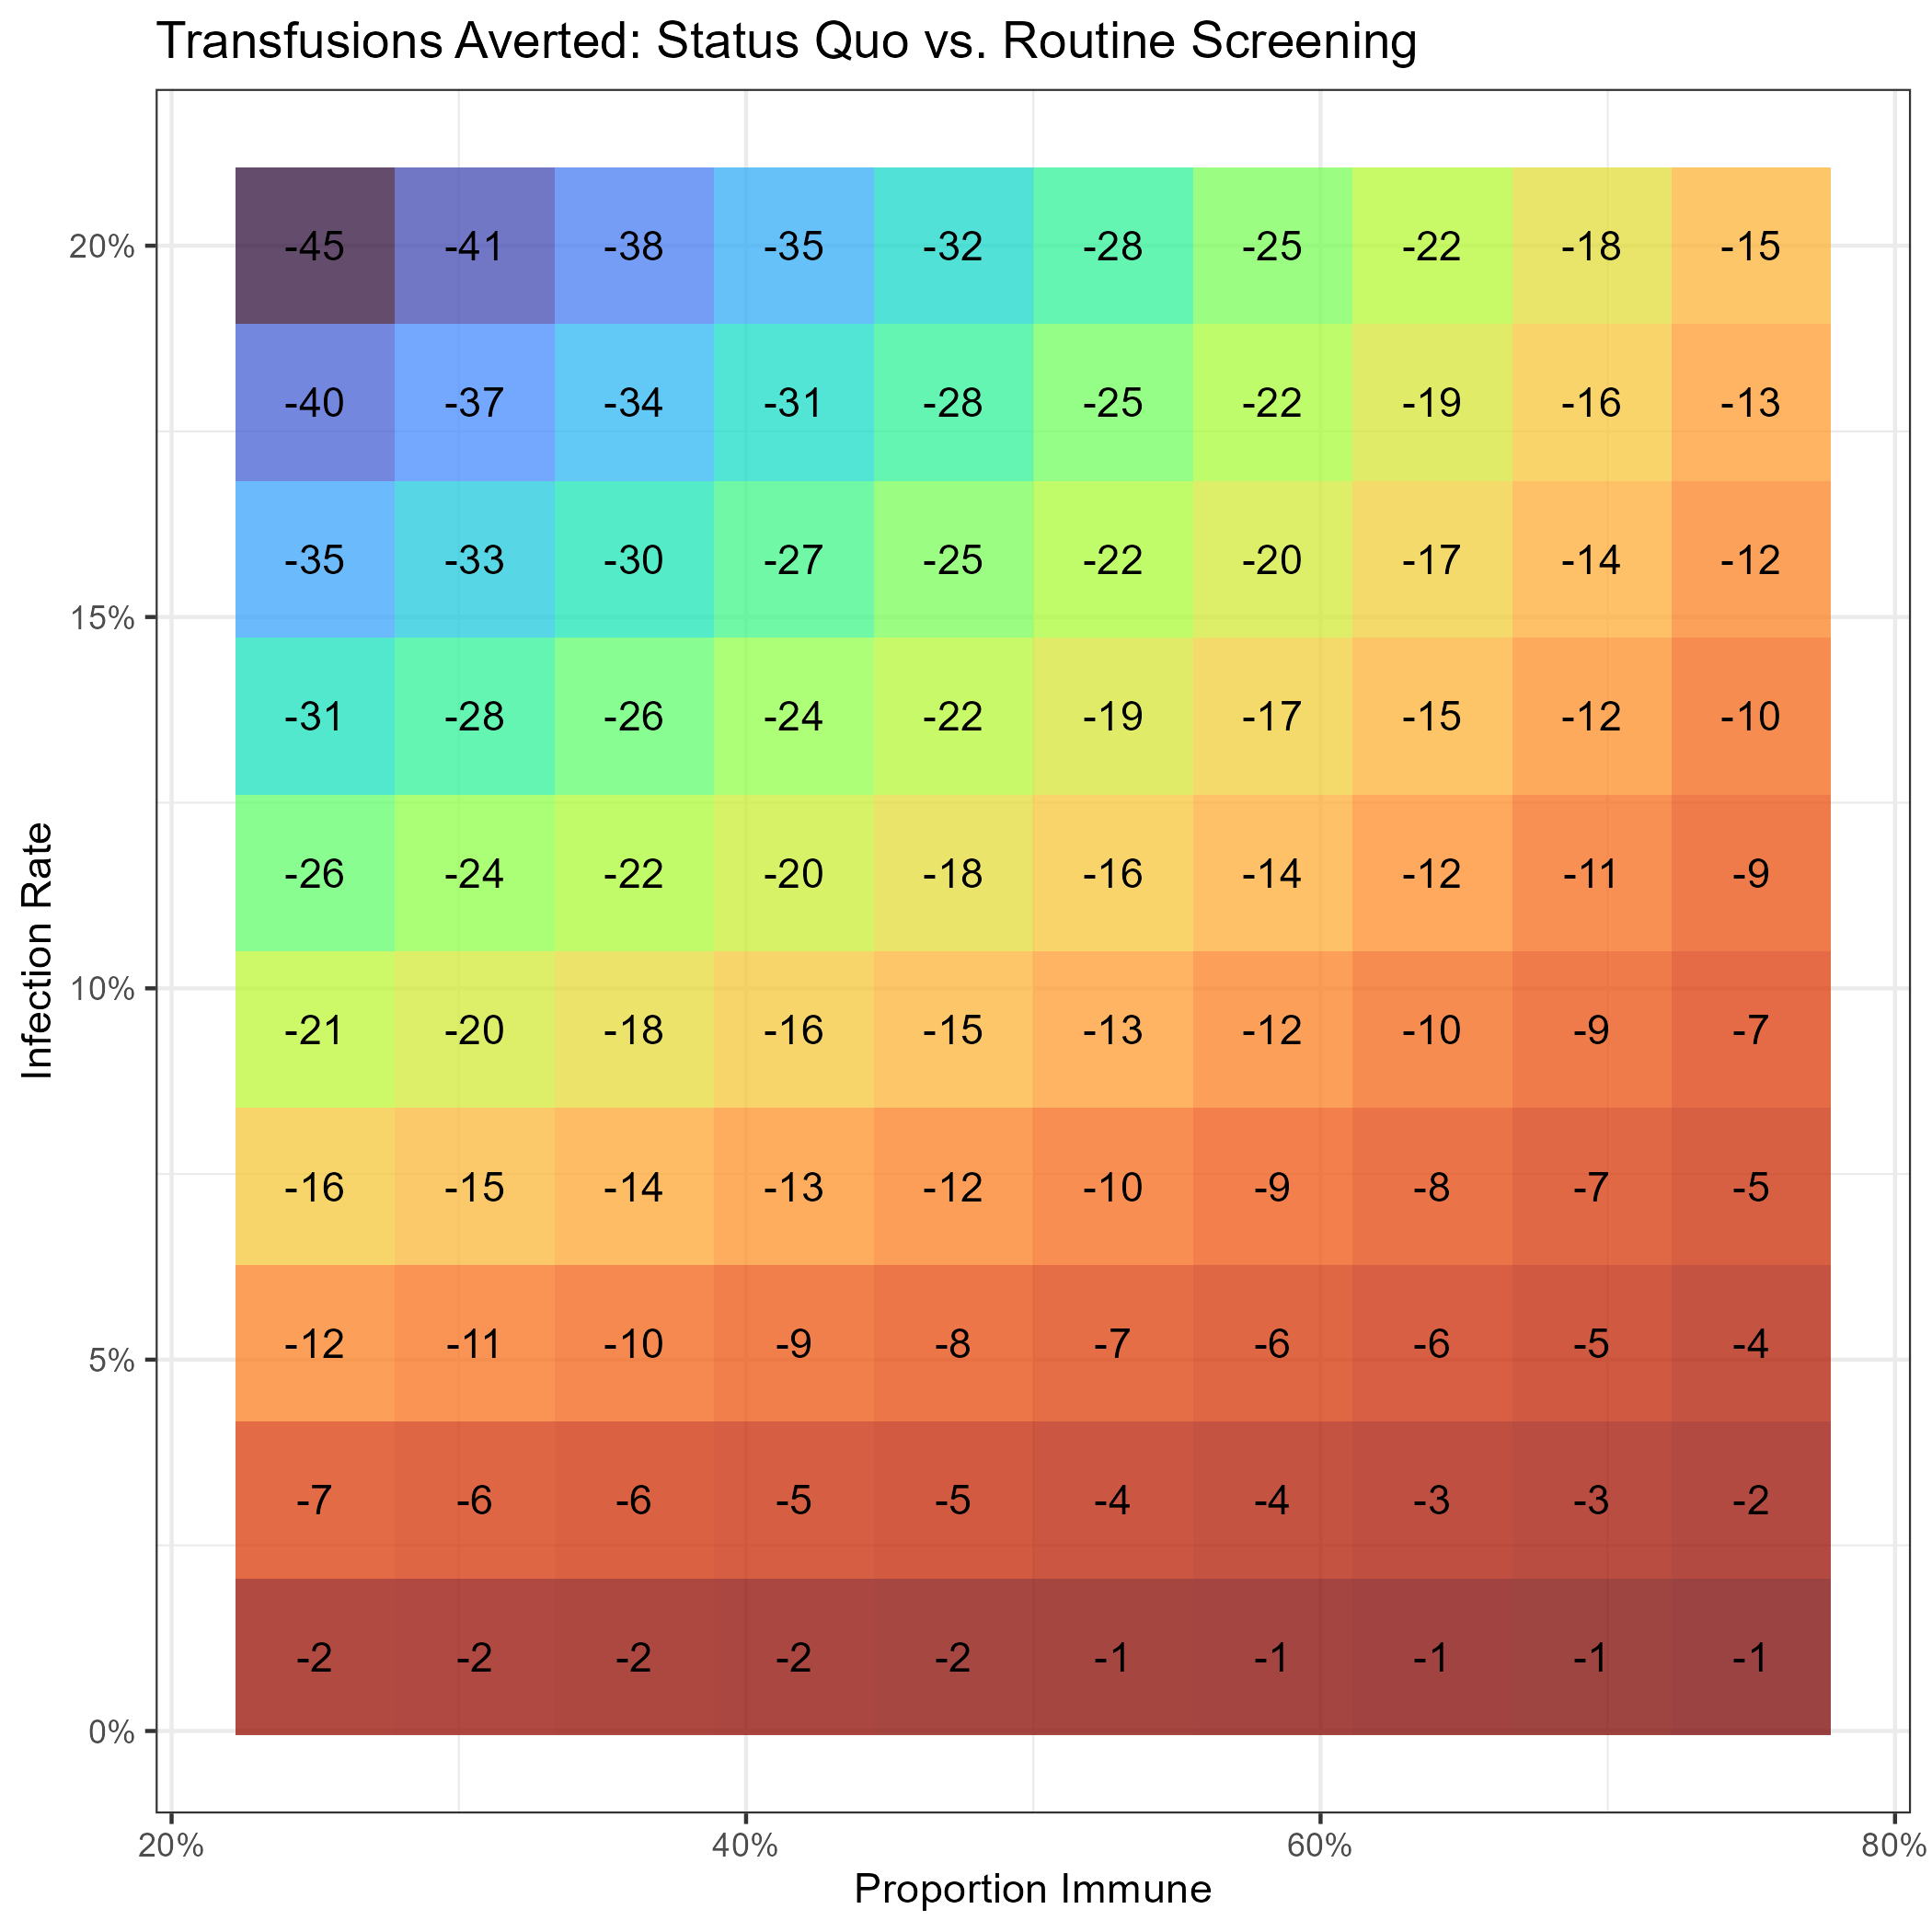 Transfusions Averted: Status Quo vs. Routine Screening
20% -45 -41 -38 -35 -32 -28 -25 -22 -18 -15
-40 -37 -34 -31 -28 -25 -22 -19 -16 -13
-35 -33 -30 -27 -25 -22 -20 -17 -14 -12
15%
-31 -28 -26 -24 -22 -19 -17 -15 -12 -10
-26 -24 -22 -20 -18 -16 -14 -12 -11 -9
10%
-21 -20 -18 -16 -15 -13 -12 -10 -9 -7
-16 -15 -14 -13 -12 -10 -9 -8 -7 -5
-12 -11 -10 -9 -8 -7 -6 -6 -5 -4
5%
-7 -6 -6 -5 -5 -4 -4 -3 -3 -2
-2 -2 -2 -2 -2 -1 -1 -1 -1 -1
0%
Infection Rate
20% 40% 60% 80%
Proportion Immune